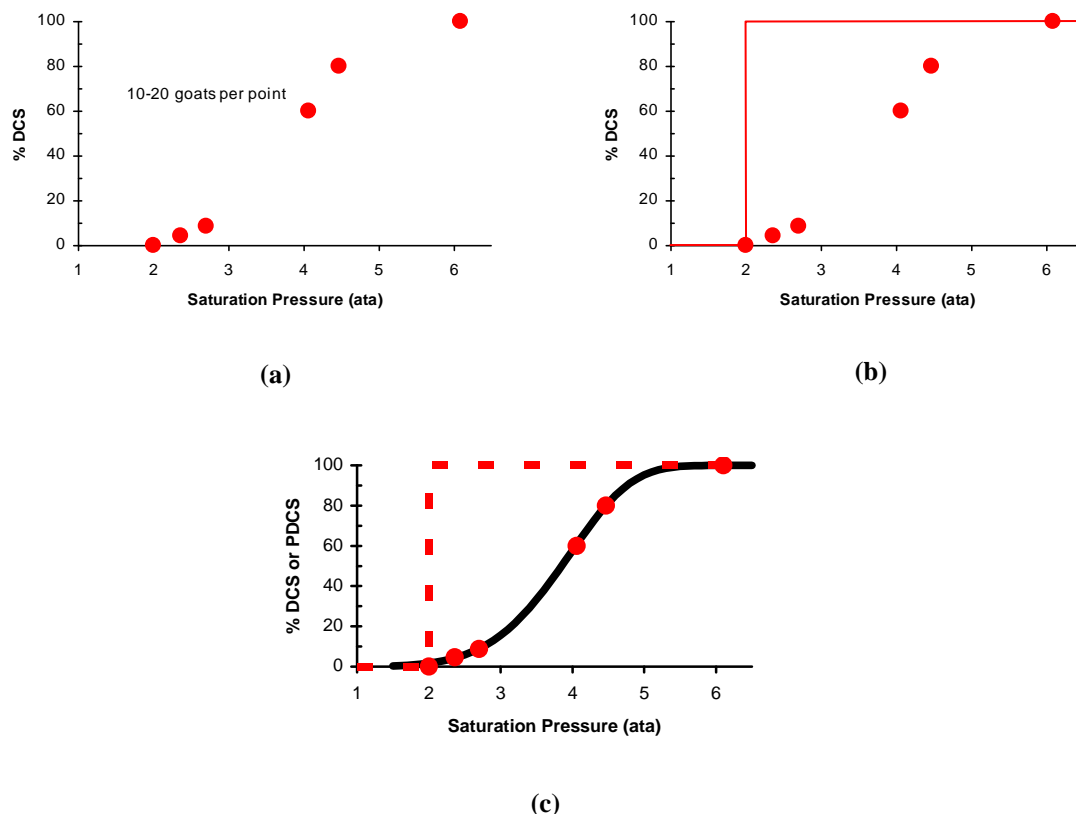 100
80
60
40
20
0
% DCS
10-20 goats per point
1 2 3 4 5 6
Saturation Pressure (ata)
(a)
100
80
60
40
20
0
% DCS
1 2 3 4 5 6
Saturation Pressure (ata)
(b)
100
80
60
40
20
0
% DCS or PDCS
1 2 3 4 5 6
Saturation Pressure (ata)
(c)